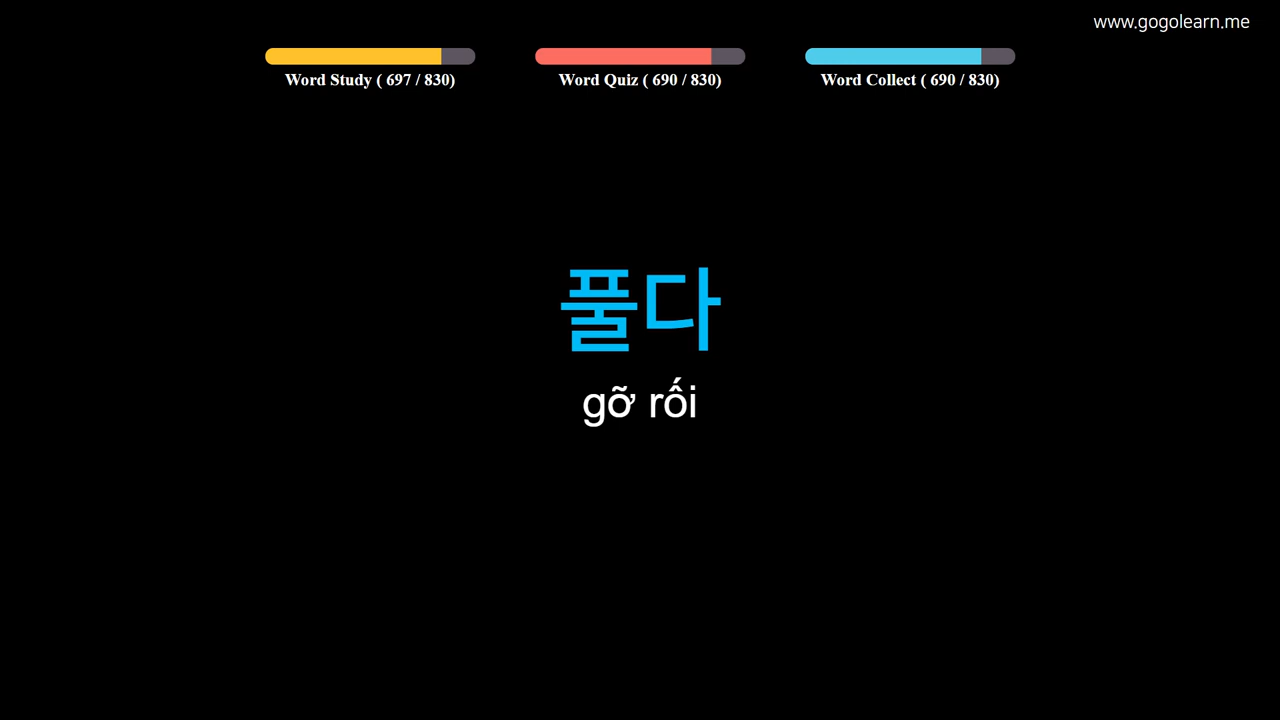 www.gogolearn.me
Word Study ( 697 / 830)
Word Quiz ( 690 / 830)
Word Collect ( 690 / 830)
풀다
gỡ rối